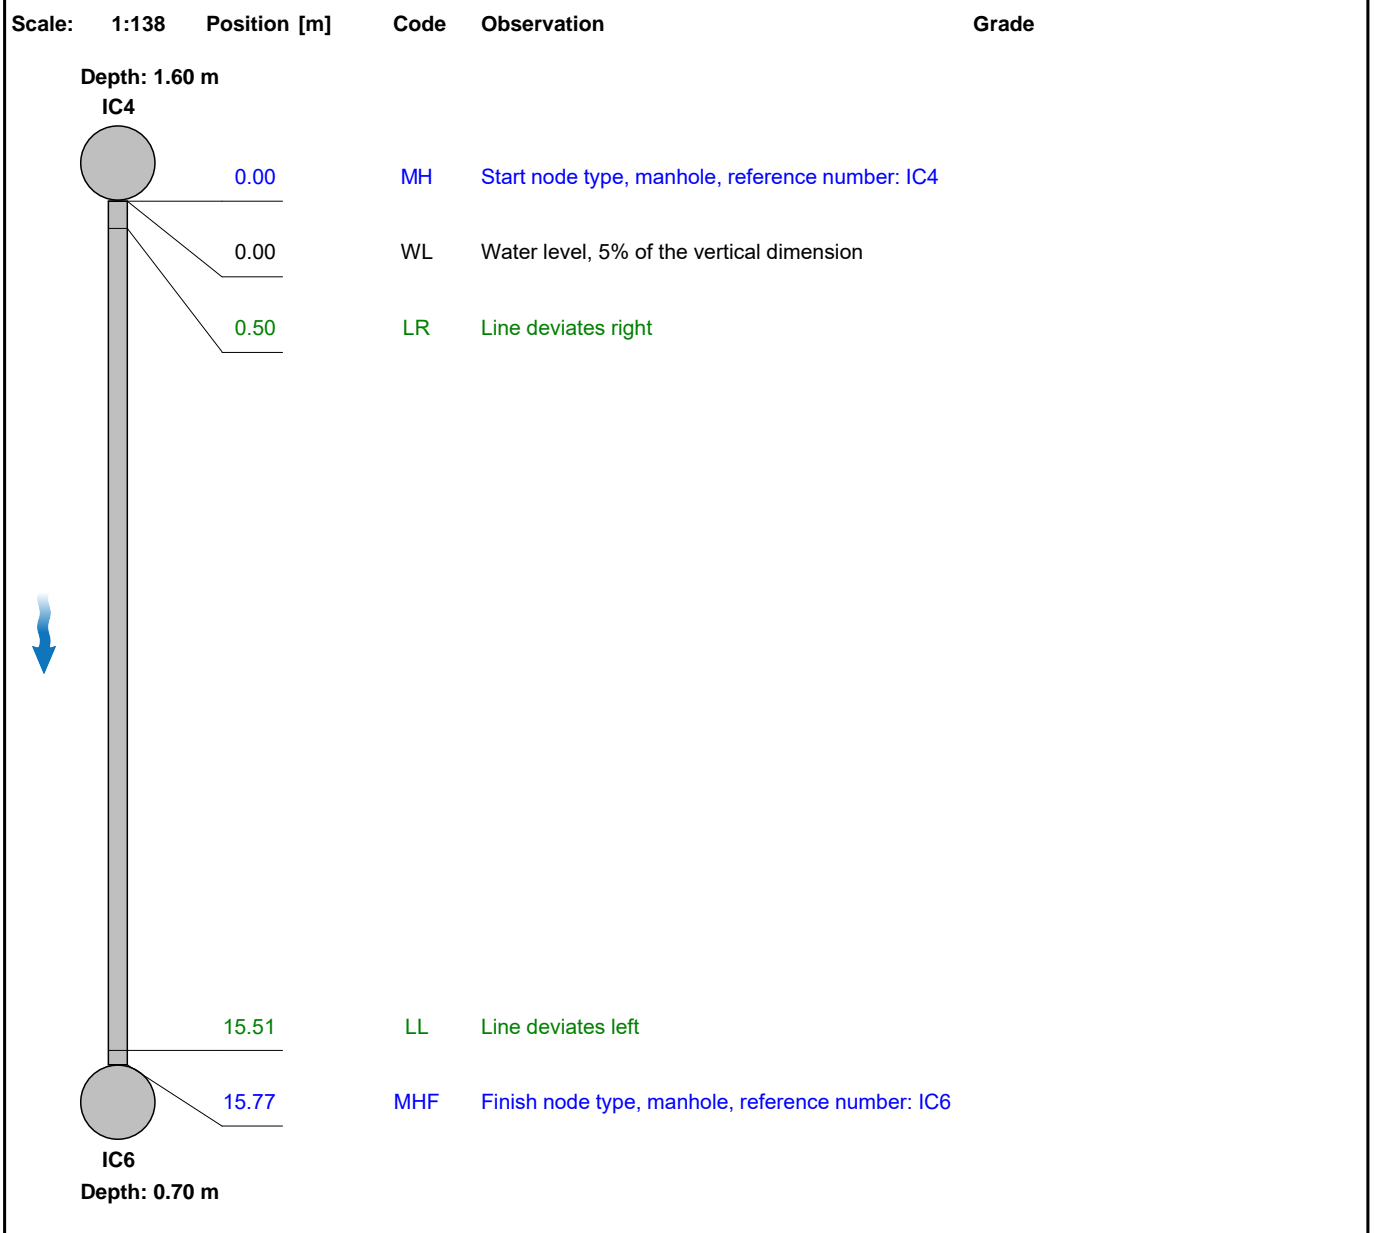 Scale: 1:138 Position [m] Code Observation Grade
Depth: 1.60 m
IC4
0.00 MH Start node type, manhole, reference number: IC4
0.00 WL Water level, 5% of the vertical dimension
0.50 LR Line deviates right
15.51 LL Line deviates left
15.77 MHF Finish node type, manhole, reference number: IC6
IC6
Depth: 0.70 m